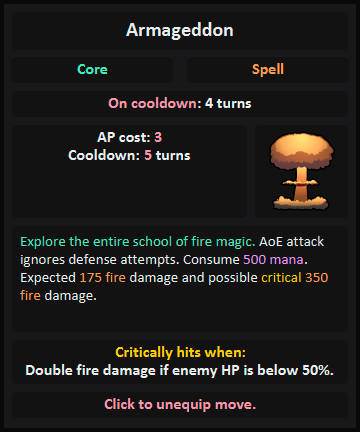 Armageddon
Core
Spell
On cooldown: 4 turns
AP cost: 3
Cooldown: 5 turns
Explore the entire school of fire magic. AoE attack
ignores defense attempts. Consume 500 mana.
Expected 175 fire damage and possible critical 350
fire damage.
Critically hits when:
Double fire damage if enemy HP is below 50%.
Click to unequip move.